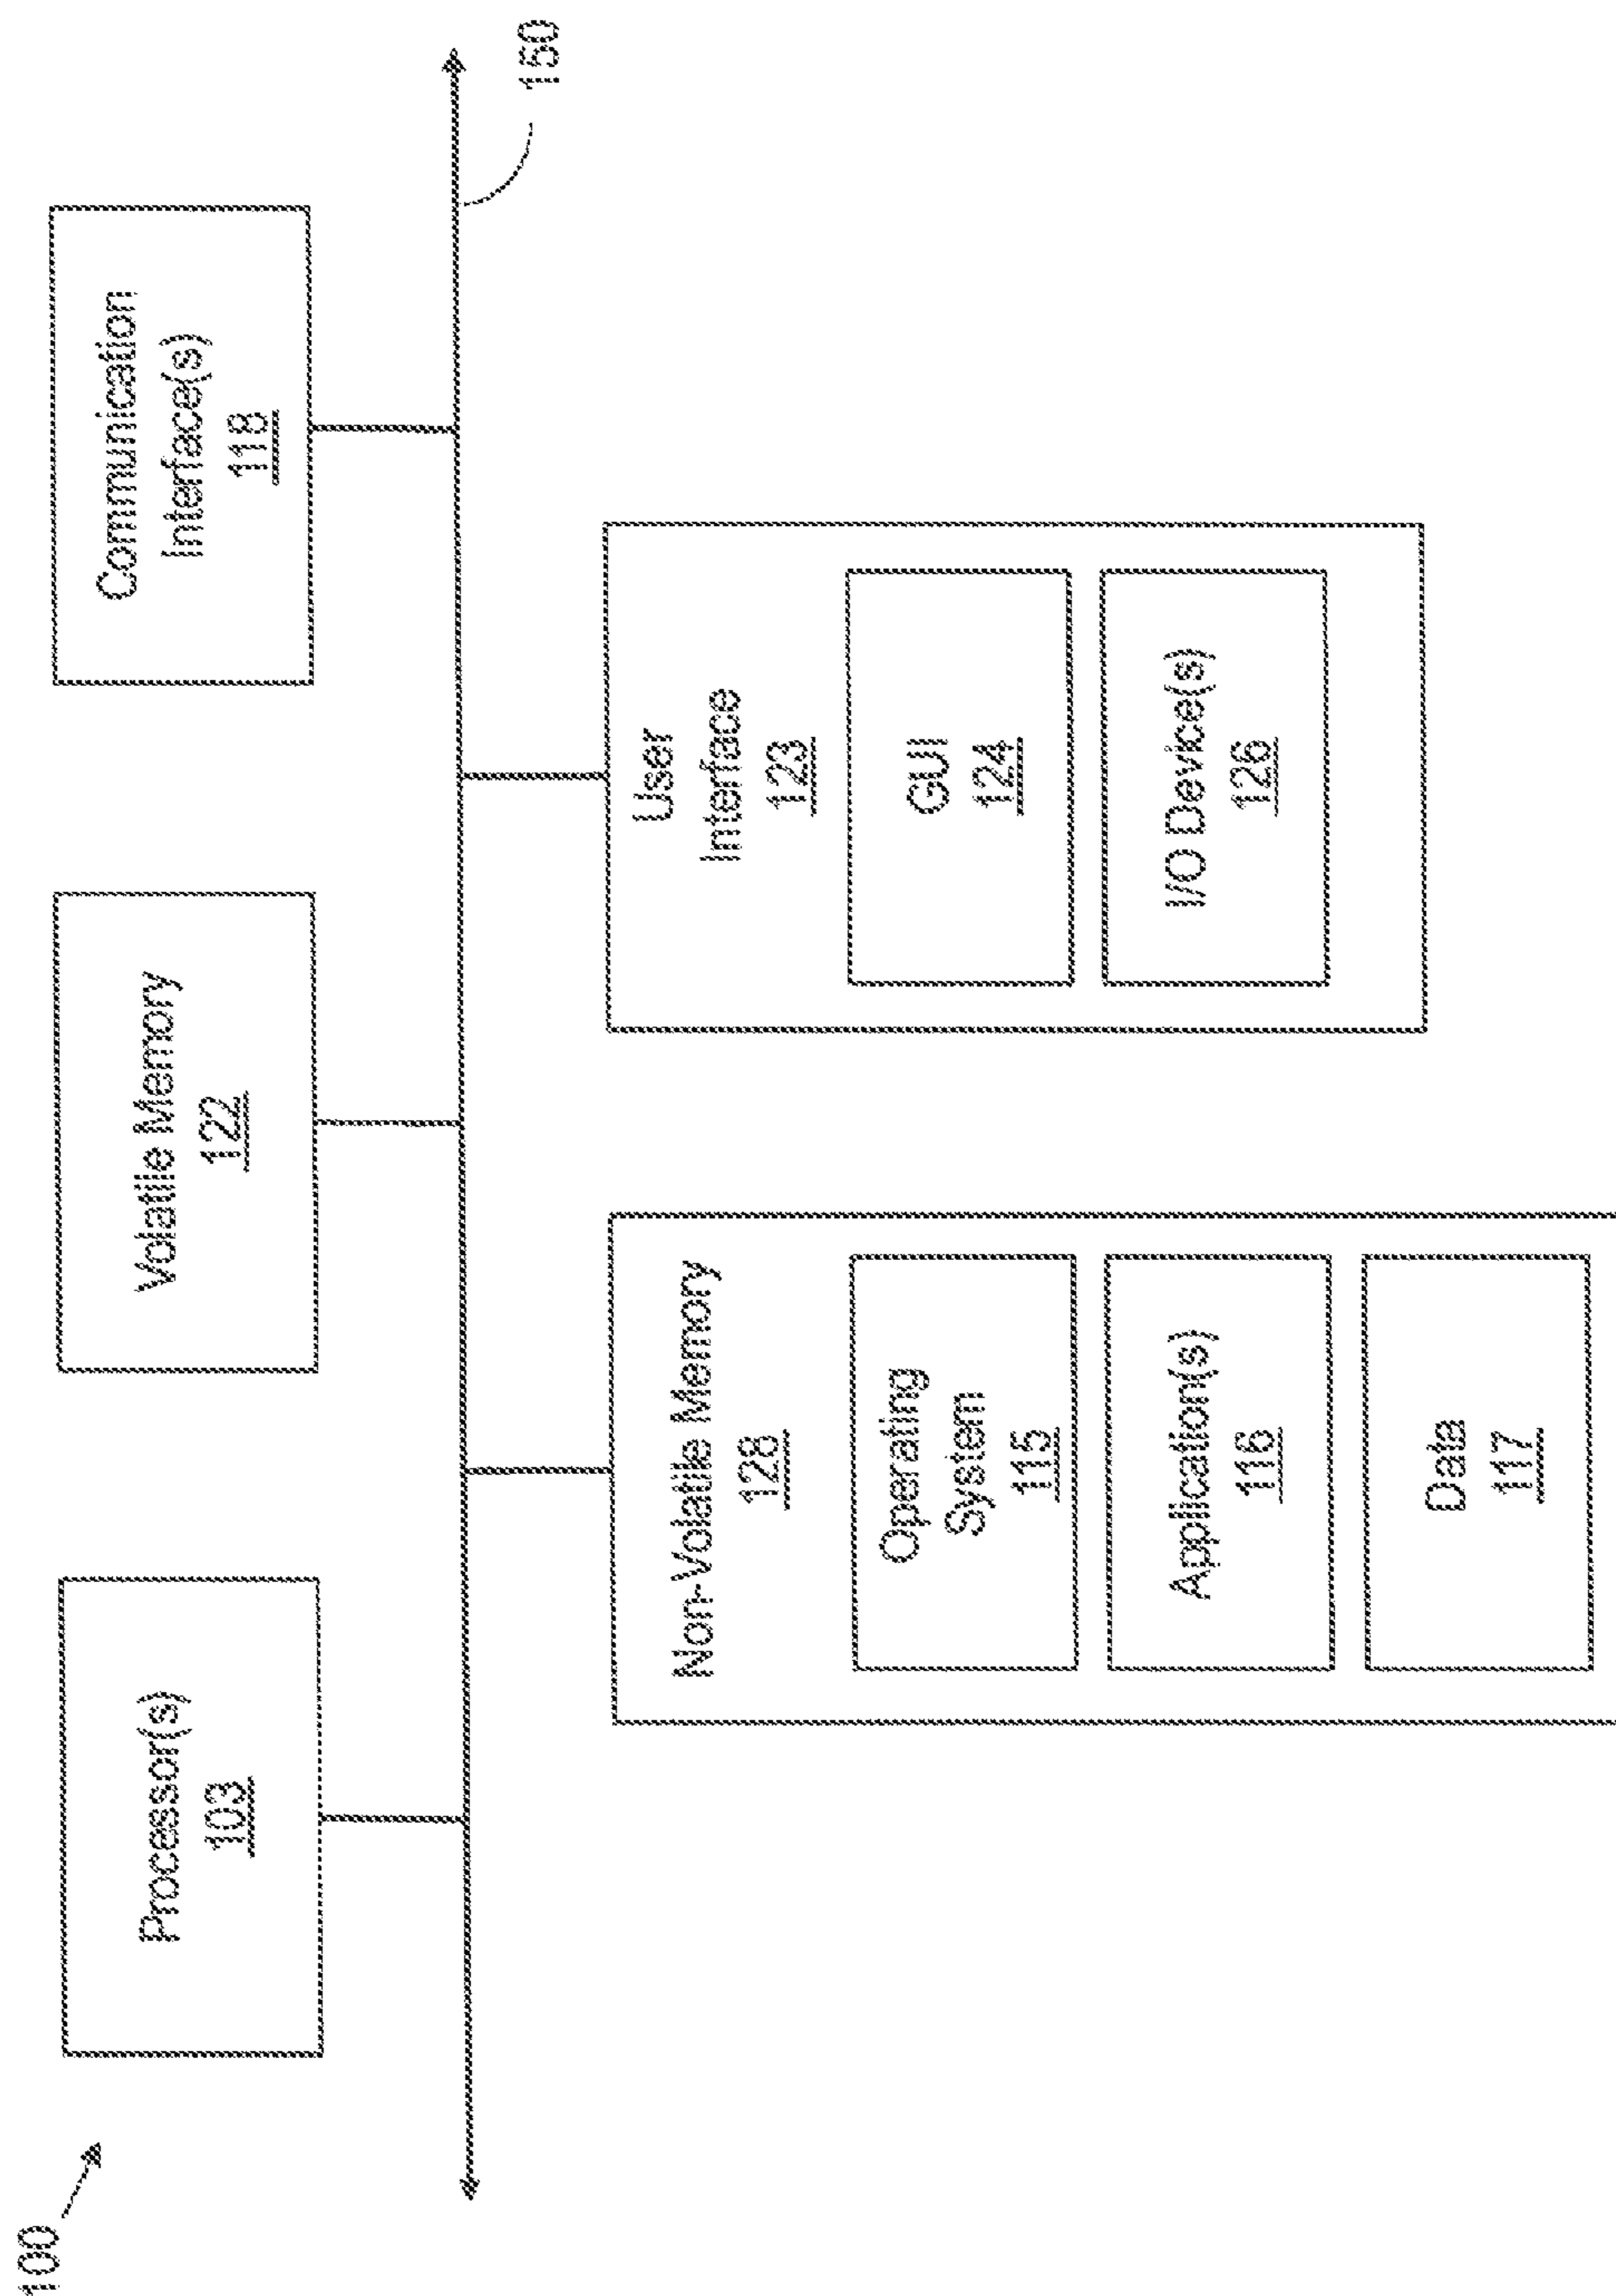 100
Processor(s)
103
Volatile Memory
122
Communication
Interface(s)
118
150
Non-Volatile Memory
128
Operating
System
115
Application(s)
116
Data
117
User
Interface
123
GUI
124
I/O Device(s)
126